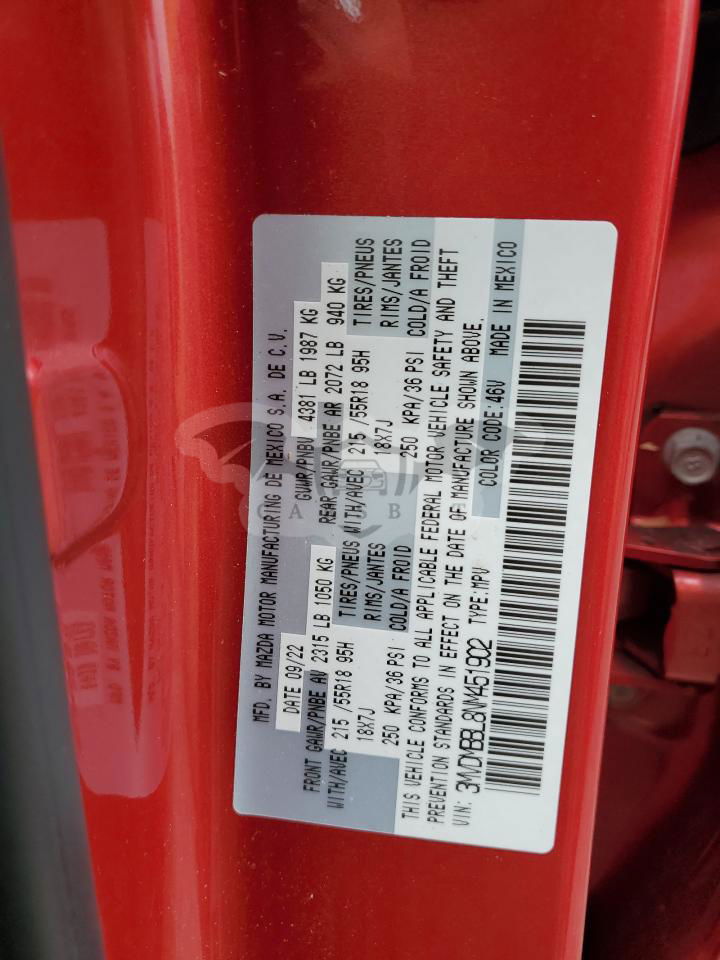 MFD. BY MAZDA MOTOR MANUFACTURING DE MEXICO S.A. DE C.V.
DATE 09/22 GVWR/PNBV 4381 LB 1987 KG
FRONT GAWR/PNBE AV 2315 LB 1050 KG REAR GAWR/PNBE AR 2072 LB 940 KG
WITH/AVEC 215 /55R18 95H TIRES/PNEUS WITH/AVEC 215 /55R18 95H TIRES/PNEUS
18X7J RIMS/JANTES 18X7J RIMS/JANTES
250 KPA/36 PSI COLD/A FROID 250 KPA/36 PSI COLD/A FROID
THIS VEHICLE CONFORMS TO ALL APPLICABLE FEDERAL MOTOR VEHICLE SAFETY AND THEFT
PREVENTION STANDARDS IN EFFECT ON THE DATE OF MANUFACTURE SHOWN ABOVE.
VIN: 3MVDMBBL8NM451902 TYPE: MPV COLOR CODE: 46V MADE IN MEXICO